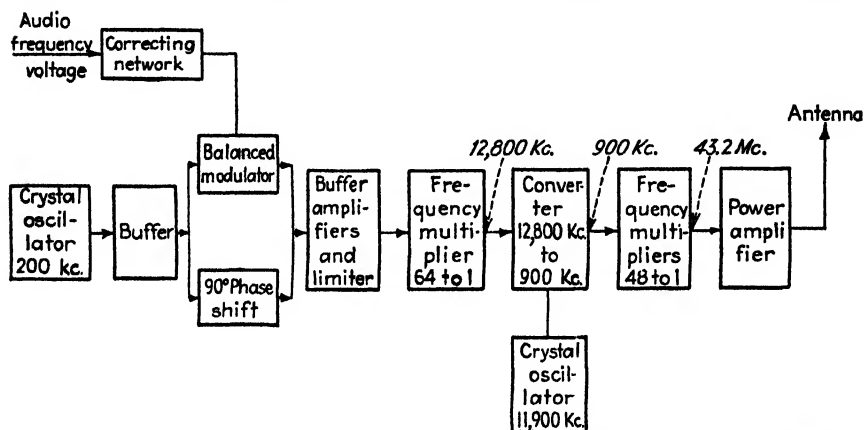 Audio
frequency
voltage
Correcting
network
Antenna
Balanced
modulator
12,800 Kc.
900 Kc.
43.2 Mc.
Crystal
oscil-
lator
200 kc.
Buffer
90° Phase
shift
Buffer
ampli-
fiers
and
limiter
Fre-
quency
multi-
plier
64 to 1
Conver-
ter
12,800 Kc.
to
900 Kc.
Fre-
quency
multi-
pliers
48 to 1
Power
ampli-
fier
Crystal
oscil-
lator
11,900 Kc.